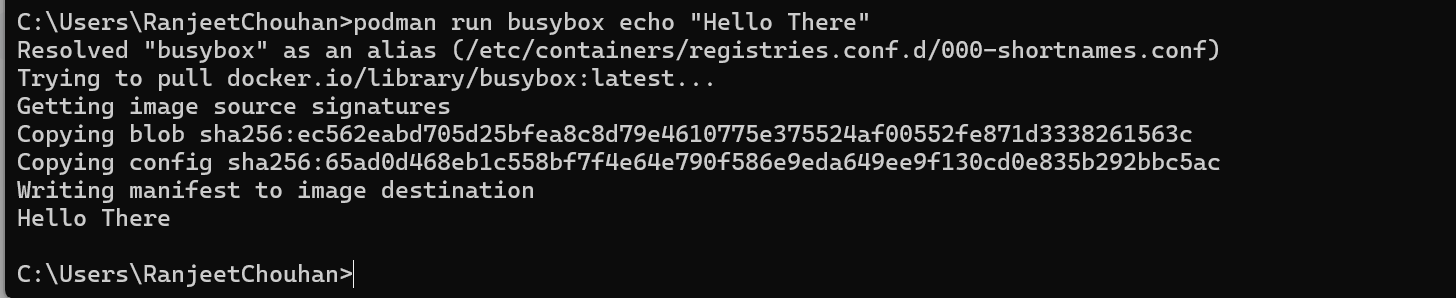 C:\Users\RanjeetChouhan>podman run busybox echo "Hello There"
Resolved "busybox" as an alias (/etc/containers/registries.conf.d/000-shortnames.conf)
Trying to pull docker.io/library/busybox:latest...
Getting image source signatures
Copying blob sha256:ec562eabd705d25bfea8c8d79e4610775e375524af00552fe871d3338261563c
Copying config sha256:65ad0d468eb1c558bf7f4e64e790f586e9eda649ee9f130cd0e835b292bbc5ac
Writing manifest to image destination
Hello There
C:\Users\RanjeetChouhan>